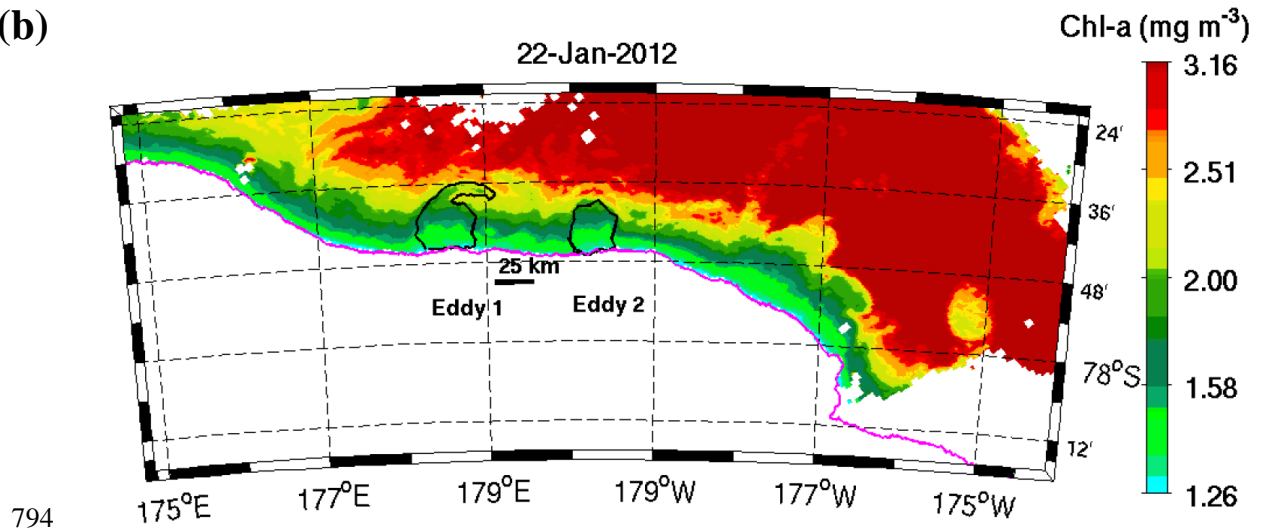 (b)
Chl-a (mg m⁻³)
22-Jan-2012
3.16
24'
2.51
36'
25 km
2.00
48'
Eddy 1
Eddy 2
78°S
1.58
12'
1.26
175°E
177°E
179°E
179°W
177°W
175°W
794